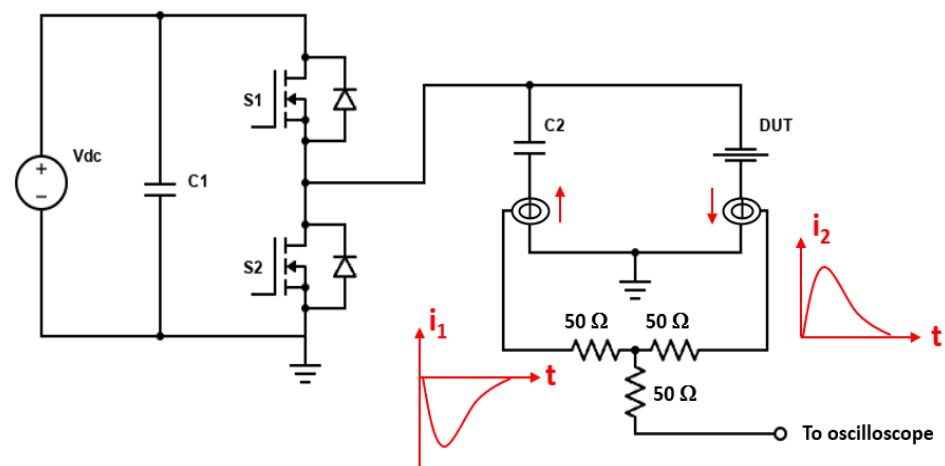 S1
C2
DUT
+
Vdc
−
C1
i₂
S2
i₁
50 Ω
50 Ω
t
t
50 Ω
To oscilloscope